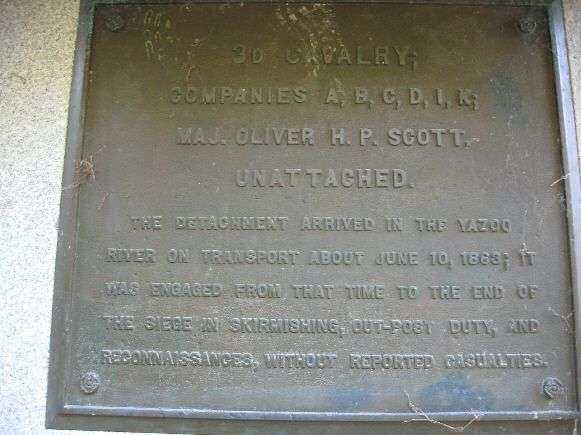 3D CAVALRY;
COMPANIES A, B, C, D, I, K;
MAJ. OLIVER H. P. SCOTT.
UNATTACHED.
THE DETACHMENT ARRIVED IN THE YAZOO
RIVER ON TRANSPORT ABOUT JUNE 10, 1863; IT
WAS ENGAGED FROM THAT TIME TO THE END OF
THE SIEGE IN SKIRMISHING, OUT-POST DUTY, AND
RECONNAISSANCES, WITHOUT REPORTED CASUALTIES.